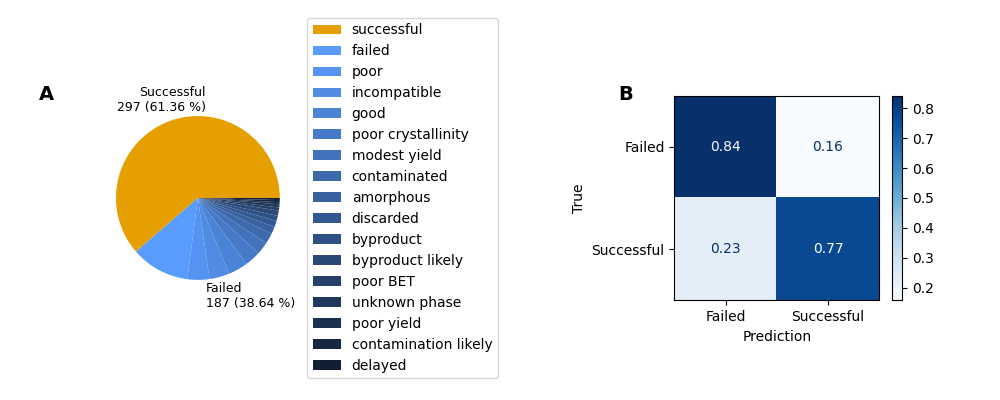 A
Successful
297 (61.36 %)
Failed
187 (38.64 %)
successful
failed
poor
incompatible
good
poor crystallinity
modest yield
contaminated
amorphous
discarded
byproduct
byproduct likely
poor BET
unknown phase
poor yield
contamination likely
delayed
B
True
Failed
Successful
0.84
0.16
0.23
0.77
Failed
Successful
Prediction
0.8
0.7
0.6
0.5
0.4
0.3
0.2